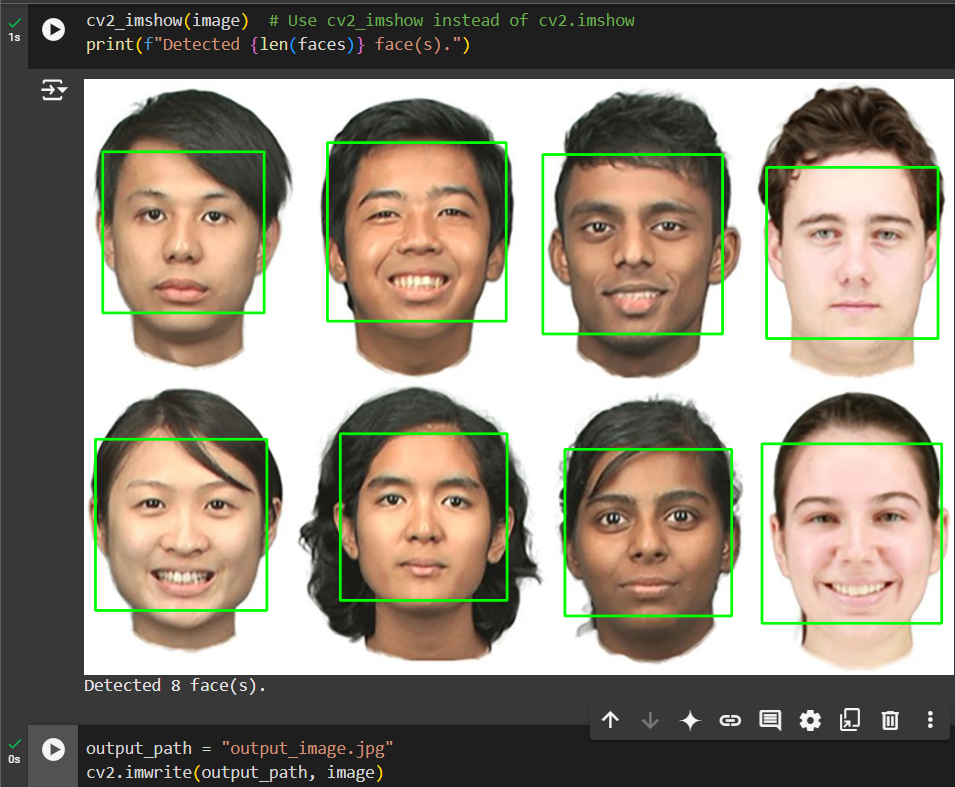 1s
cv2_imshow(image)  # Use cv2_imshow instead of cv2.imshow
print(f"Detected {len(faces)} face(s).")
Detected 8 face(s).
0s
output_path = "output_image.jpg"
cv2.imwrite(output_path, image)